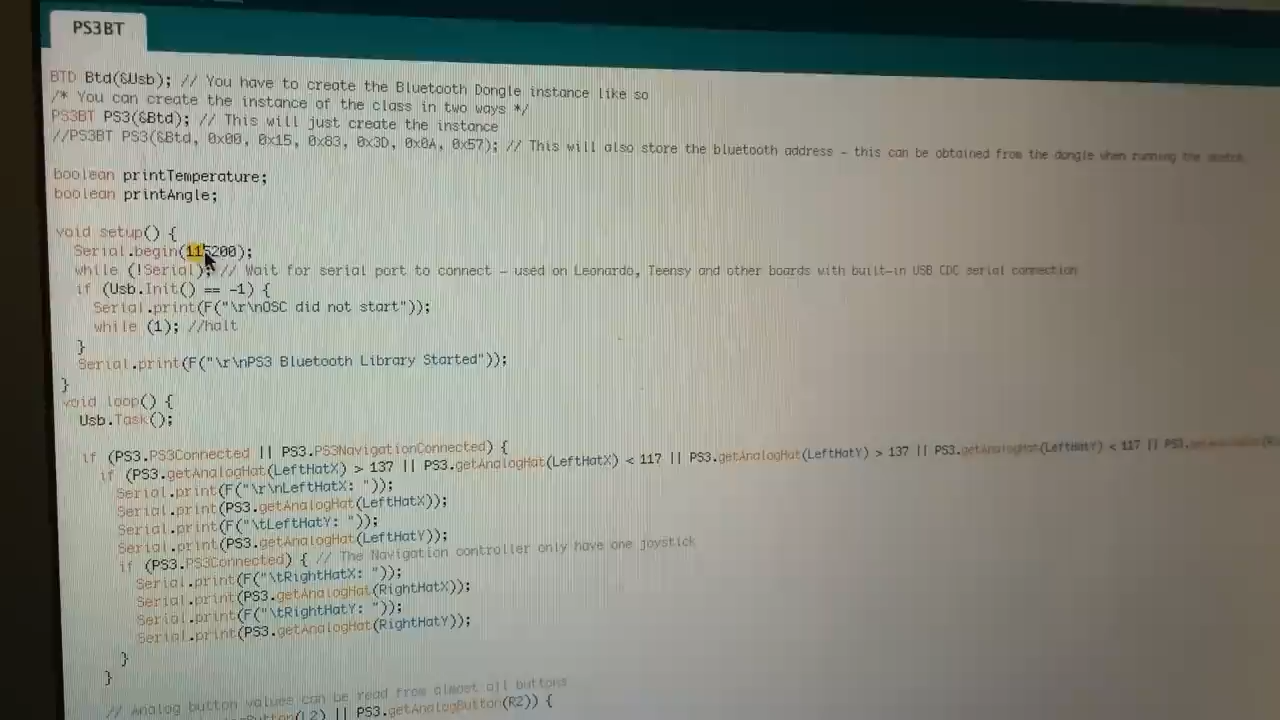 PS3BT
BTD Btd(&Usb); // You have to create the Bluetooth Dongle instance like so
/* You can create the instance of the class in two ways */
PS3BT PS3(&Btd); // This will just create the instance
//PS3BT PS3(&Btd, 0x00, 0x15, 0x83, 0x3D, 0x0A, 0x57); // This will also store the bluetooth address - this can be obtained from the dongle when running the sketch
boolean printTemperature;
boolean printAngle;
void setup() {
Serial.begin(115200);
while (!Serial); // Wait for serial port to connect - used on Leonardo, Teensy and other boards with built-in USB CDC serial connection
if (Usb.Init() == -1) {
Serial.print(F("\r\nOSC did not start"));
while (1); //halt
}
Serial.print(F("\r\nPS3 Bluetooth Library Started"));
}
void loop() {
Usb.Task();
if (PS3.PS3Connected || PS3.PS3NavigationConnected) {
if (PS3.getAnalogHat(LeftHatX) > 137 || PS3.getAnalogHat(LeftHatX) < 117 || PS3.getAnalogHat(LeftHatY) > 137 || PS3.getAnalogHat(LeftHatY) < 117 || PS3.getAnalogHat(R
Serial.print(F("\r\nLeftHatX: "));
Serial.print(PS3.getAnalogHat(LeftHatX));
Serial.print(F("\tLeftHatY: "));
Serial.print(PS3.getAnalogHat(LeftHatY));
if (PS3.PS3Connected) { // The Navigation controller only have one joystick
Serial.print(F("\tRightHatX: "));
Serial.print(PS3.getAnalogHat(RightHatX));
Serial.print(F("\tRightHatY: "));
Serial.print(PS3.getAnalogHat(RightHatY));
}
}
// Analog button values can be read from almost all buttons
Button(L2) || PS3.getAnalogButton(R2)) {